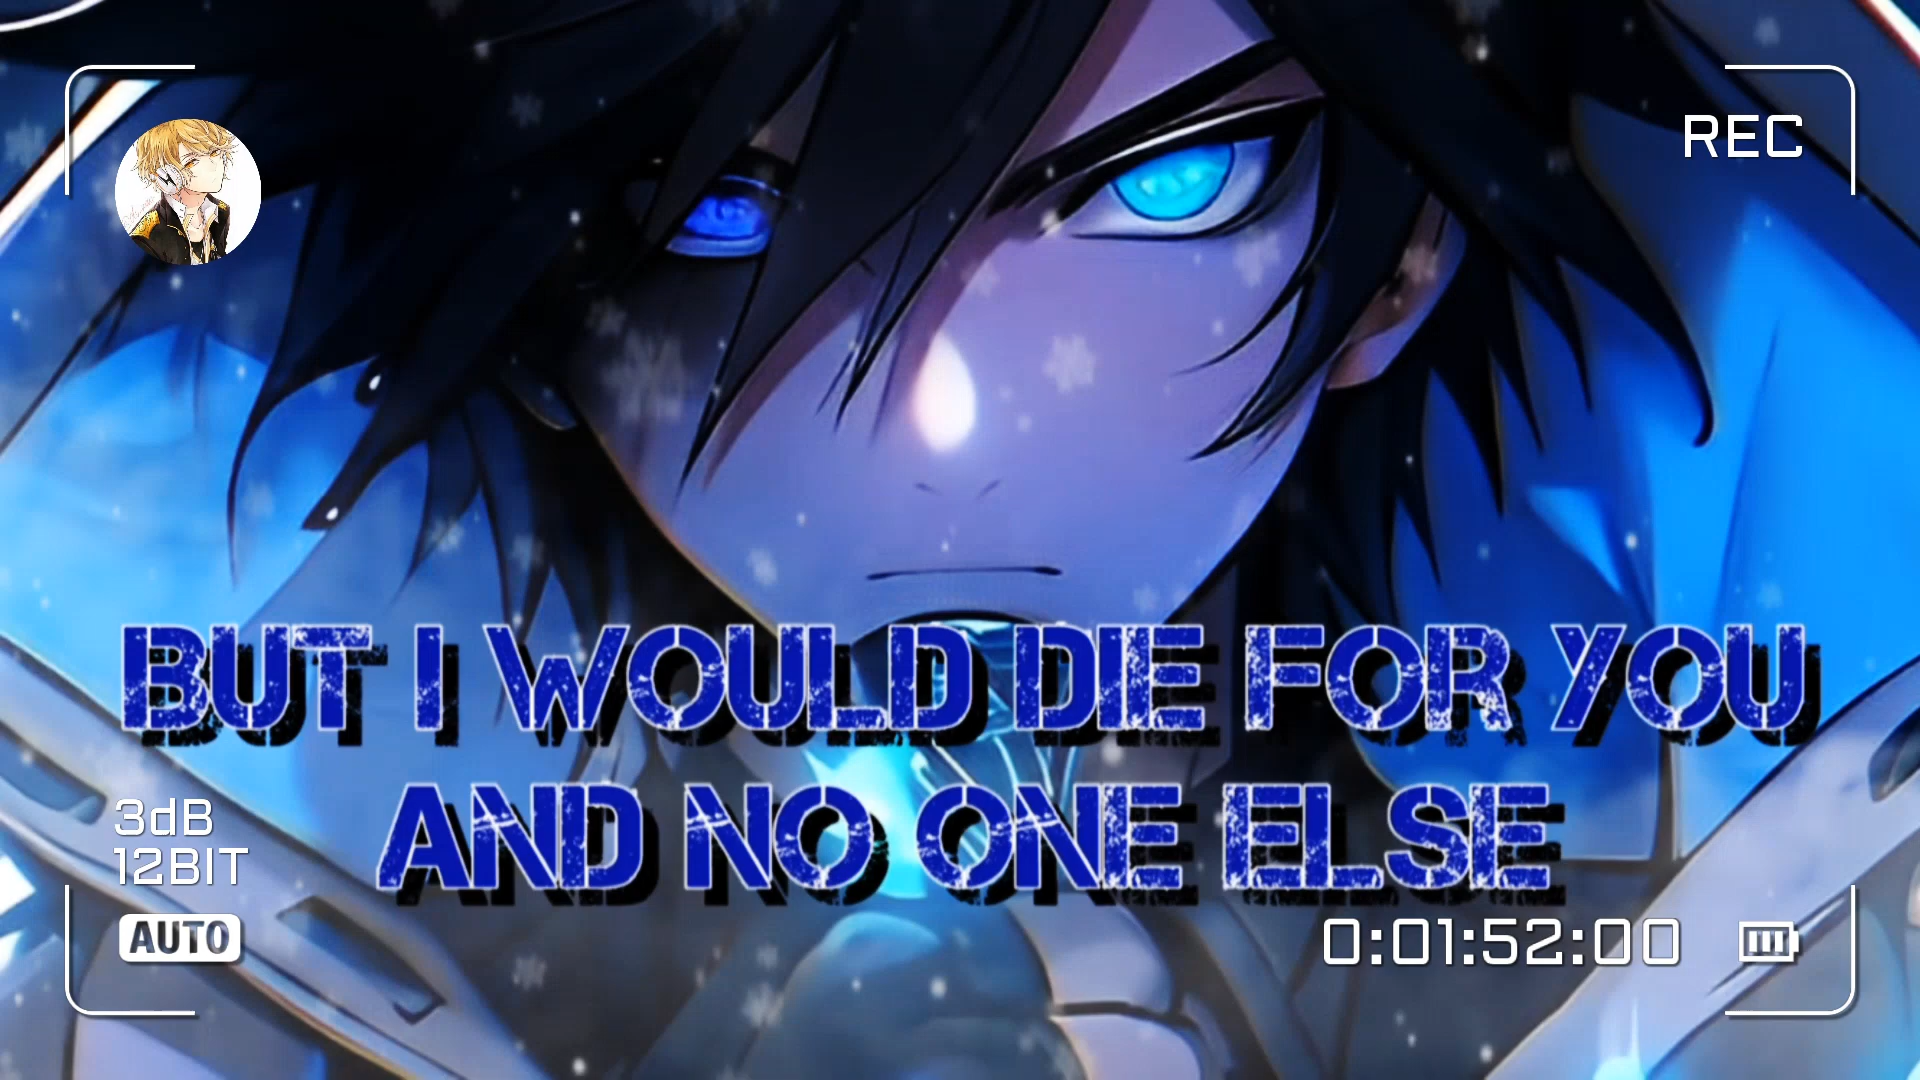 REC
BUT I WOULD DIE FOR YOU
AND NO ONE ELSE
3dB
12BIT
AUTO
0:01:52:00